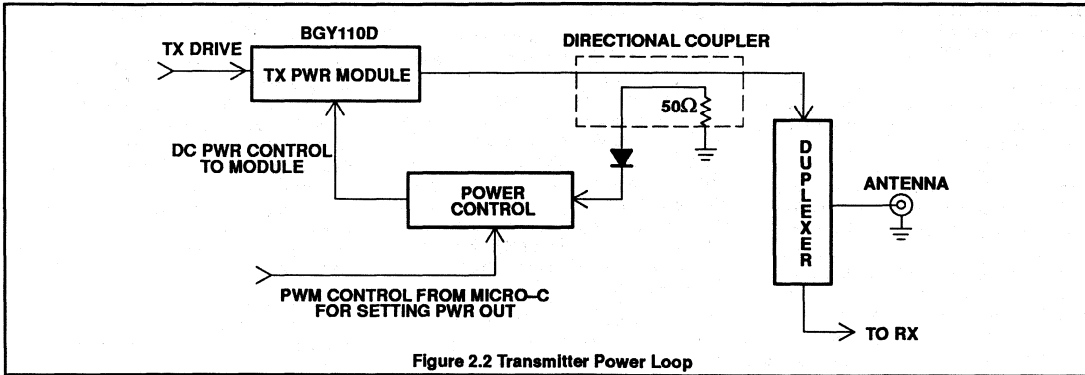 BGY110D
TX DRIVE
TX PWR MODULE
DIRECTIONAL COUPLER
50Ω
DC PWR CONTROL
TO MODULE
POWER
CONTROL
DUPLEXER
ANTENNA
PWM CONTROL FROM MICRO–C
FOR SETTING PWR OUT
TO RX
Figure 2.2 Transmitter Power Loop